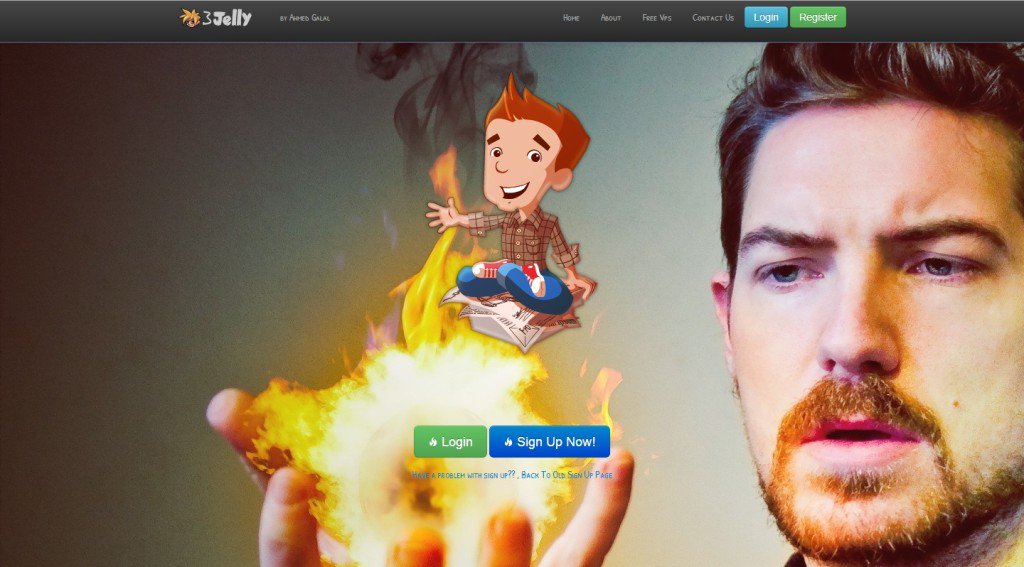 3Jelly
by Ahmed Galal
Home
About
Free Vps
Contact Us
Login
Register
Login
Sign Up Now!
Have a problem with sign up?? , Back To Old Sign Up Page